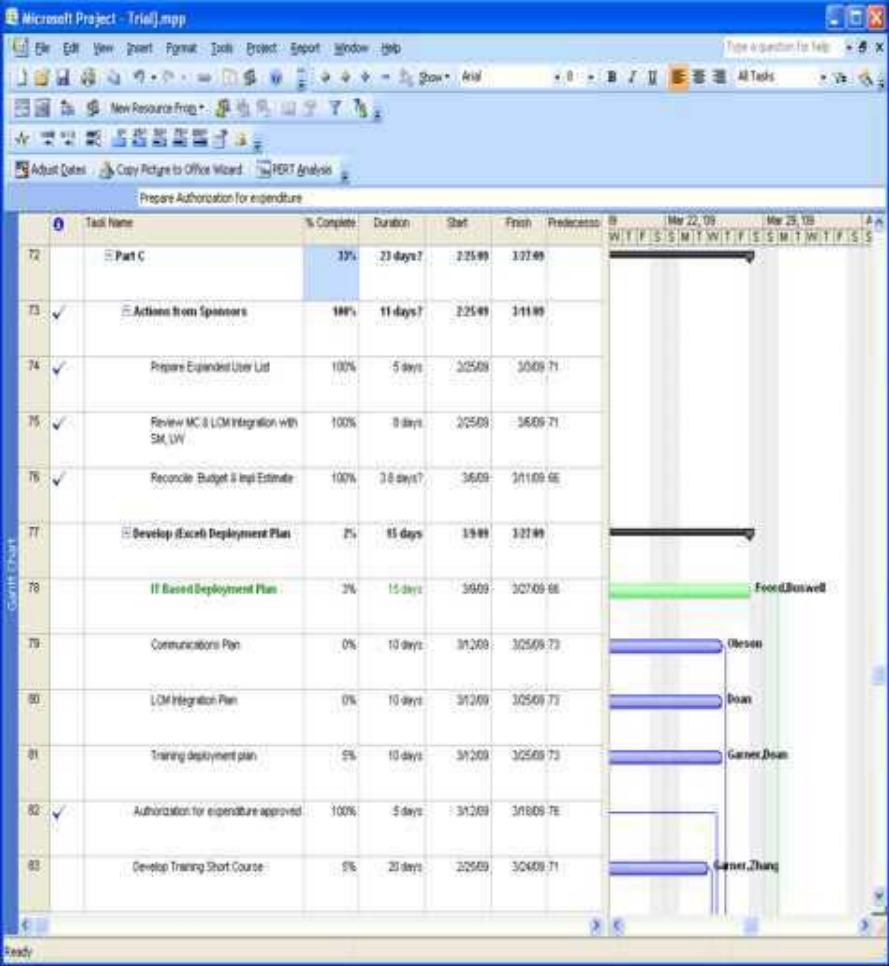 Microsoft Project - Trial].mpp
File Edit View Insert Format Tools Project Report Window Help Type a question for help
Show Arial 8 B I U All Tasks
New Resource From
Adjust Dates Copy Picture to Office Wizard PERT Analysis
Prepare Authorization for expenditure
Task Name % Complete Duration Start Finish Predecesso Mar 22, '09 Mar 29, '09 A
W T F S S M T W T F S S M T W T F S S
72 Part C 33% 23 days? 2/25/09 3/27/09
73 Actions from Sponsors 100% 11 days? 2/25/09 3/11/09
74 Prepare Expanded User List 100% 5 days 2/25/09 3/3/09 71
75 Review MC & LCM Integration with SM, LW 100% 8 days 2/25/09 3/6/09 71
76 Reconcile Budget & Impl Estimate 100% 3.8 days? 3/6/09 3/11/09 66
77 Develop (Excel) Deployment Plan 2% 15 days 3/9/09 3/27/09
78 IT Based Deployment Plan 3% 15 days 3/9/09 3/27/09 66 Foord,Boswell
79 Communications Plan 0% 10 days 3/12/09 3/25/09 73 Oleson
80 LCM Integration Plan 0% 10 days 3/12/09 3/25/09 73 Doan
81 Training deployment plan 5% 10 days 3/12/09 3/25/09 73 Garner,Doan
82 Authorization for expenditure approved 100% 5 days 3/12/09 3/18/09 76
83 Develop Training Short Course 5% 20 days 2/25/09 3/24/09 71 Garner,Zhang
Gantt Chart
Ready